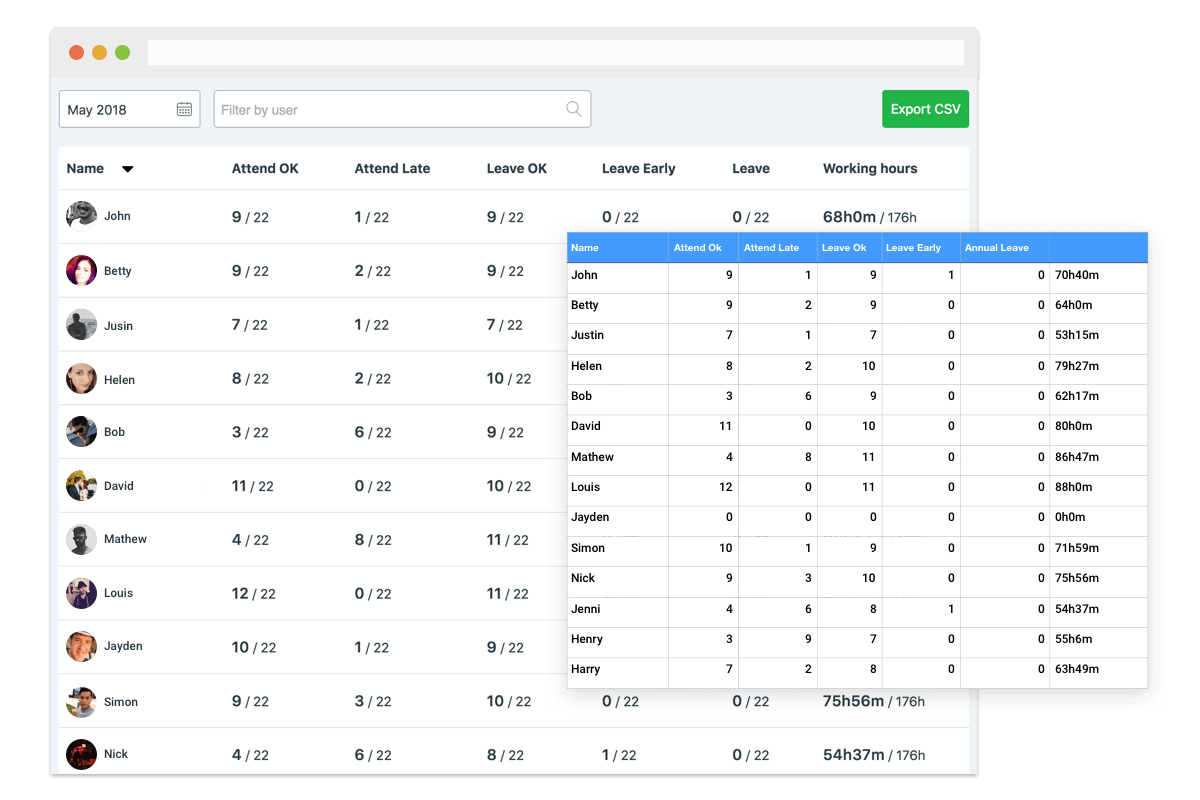 May 2018 Filter by user Export CSV
Name Attend OK Attend Late Leave OK Leave Early Leave Working hours
John 9 / 22 1 / 22 9 / 22 0 / 22 0 / 22 68h0m / 176h
Betty 9 / 22 2 / 22 9 / 22
Jusin 7 / 22 1 / 22 7 / 22
Helen 8 / 22 2 / 22 10 / 22
Bob 3 / 22 6 / 22 9 / 22
David 11 / 22 0 / 22 10 / 22
Mathew 4 / 22 8 / 22 11 / 22
Louis 12 / 22 0 / 22 11 / 22
Jayden 10 / 22 1 / 22 9 / 22
Simon 9 / 22 3 / 22 10 / 22 0 / 22 0 / 22 75h56m / 176h
Nick 4 / 22 6 / 22 8 / 22 1 / 22 0 / 22 54h37m / 176h
Name Attend Ok Attend Late Leave Ok Leave Early Annual Leave
John 9 1 9 1 0 70h40m
Betty 9 2 9 0 0 64h0m
Justin 7 1 7 0 0 53h15m
Helen 8 2 10 0 0 79h27m
Bob 3 6 9 0 0 62h17m
David 11 0 10 0 0 80h0m
Mathew 4 8 11 0 0 86h47m
Louis 12 0 11 0 0 88h0m
Jayden 0 0 0 0 0 0h0m
Simon 10 1 9 0 0 71h59m
Nick 9 3 10 0 0 75h56m
Jenni 4 6 8 1 0 54h37m
Henry 3 9 7 0 0 55h6m
Harry 7 2 8 0 0 63h49m